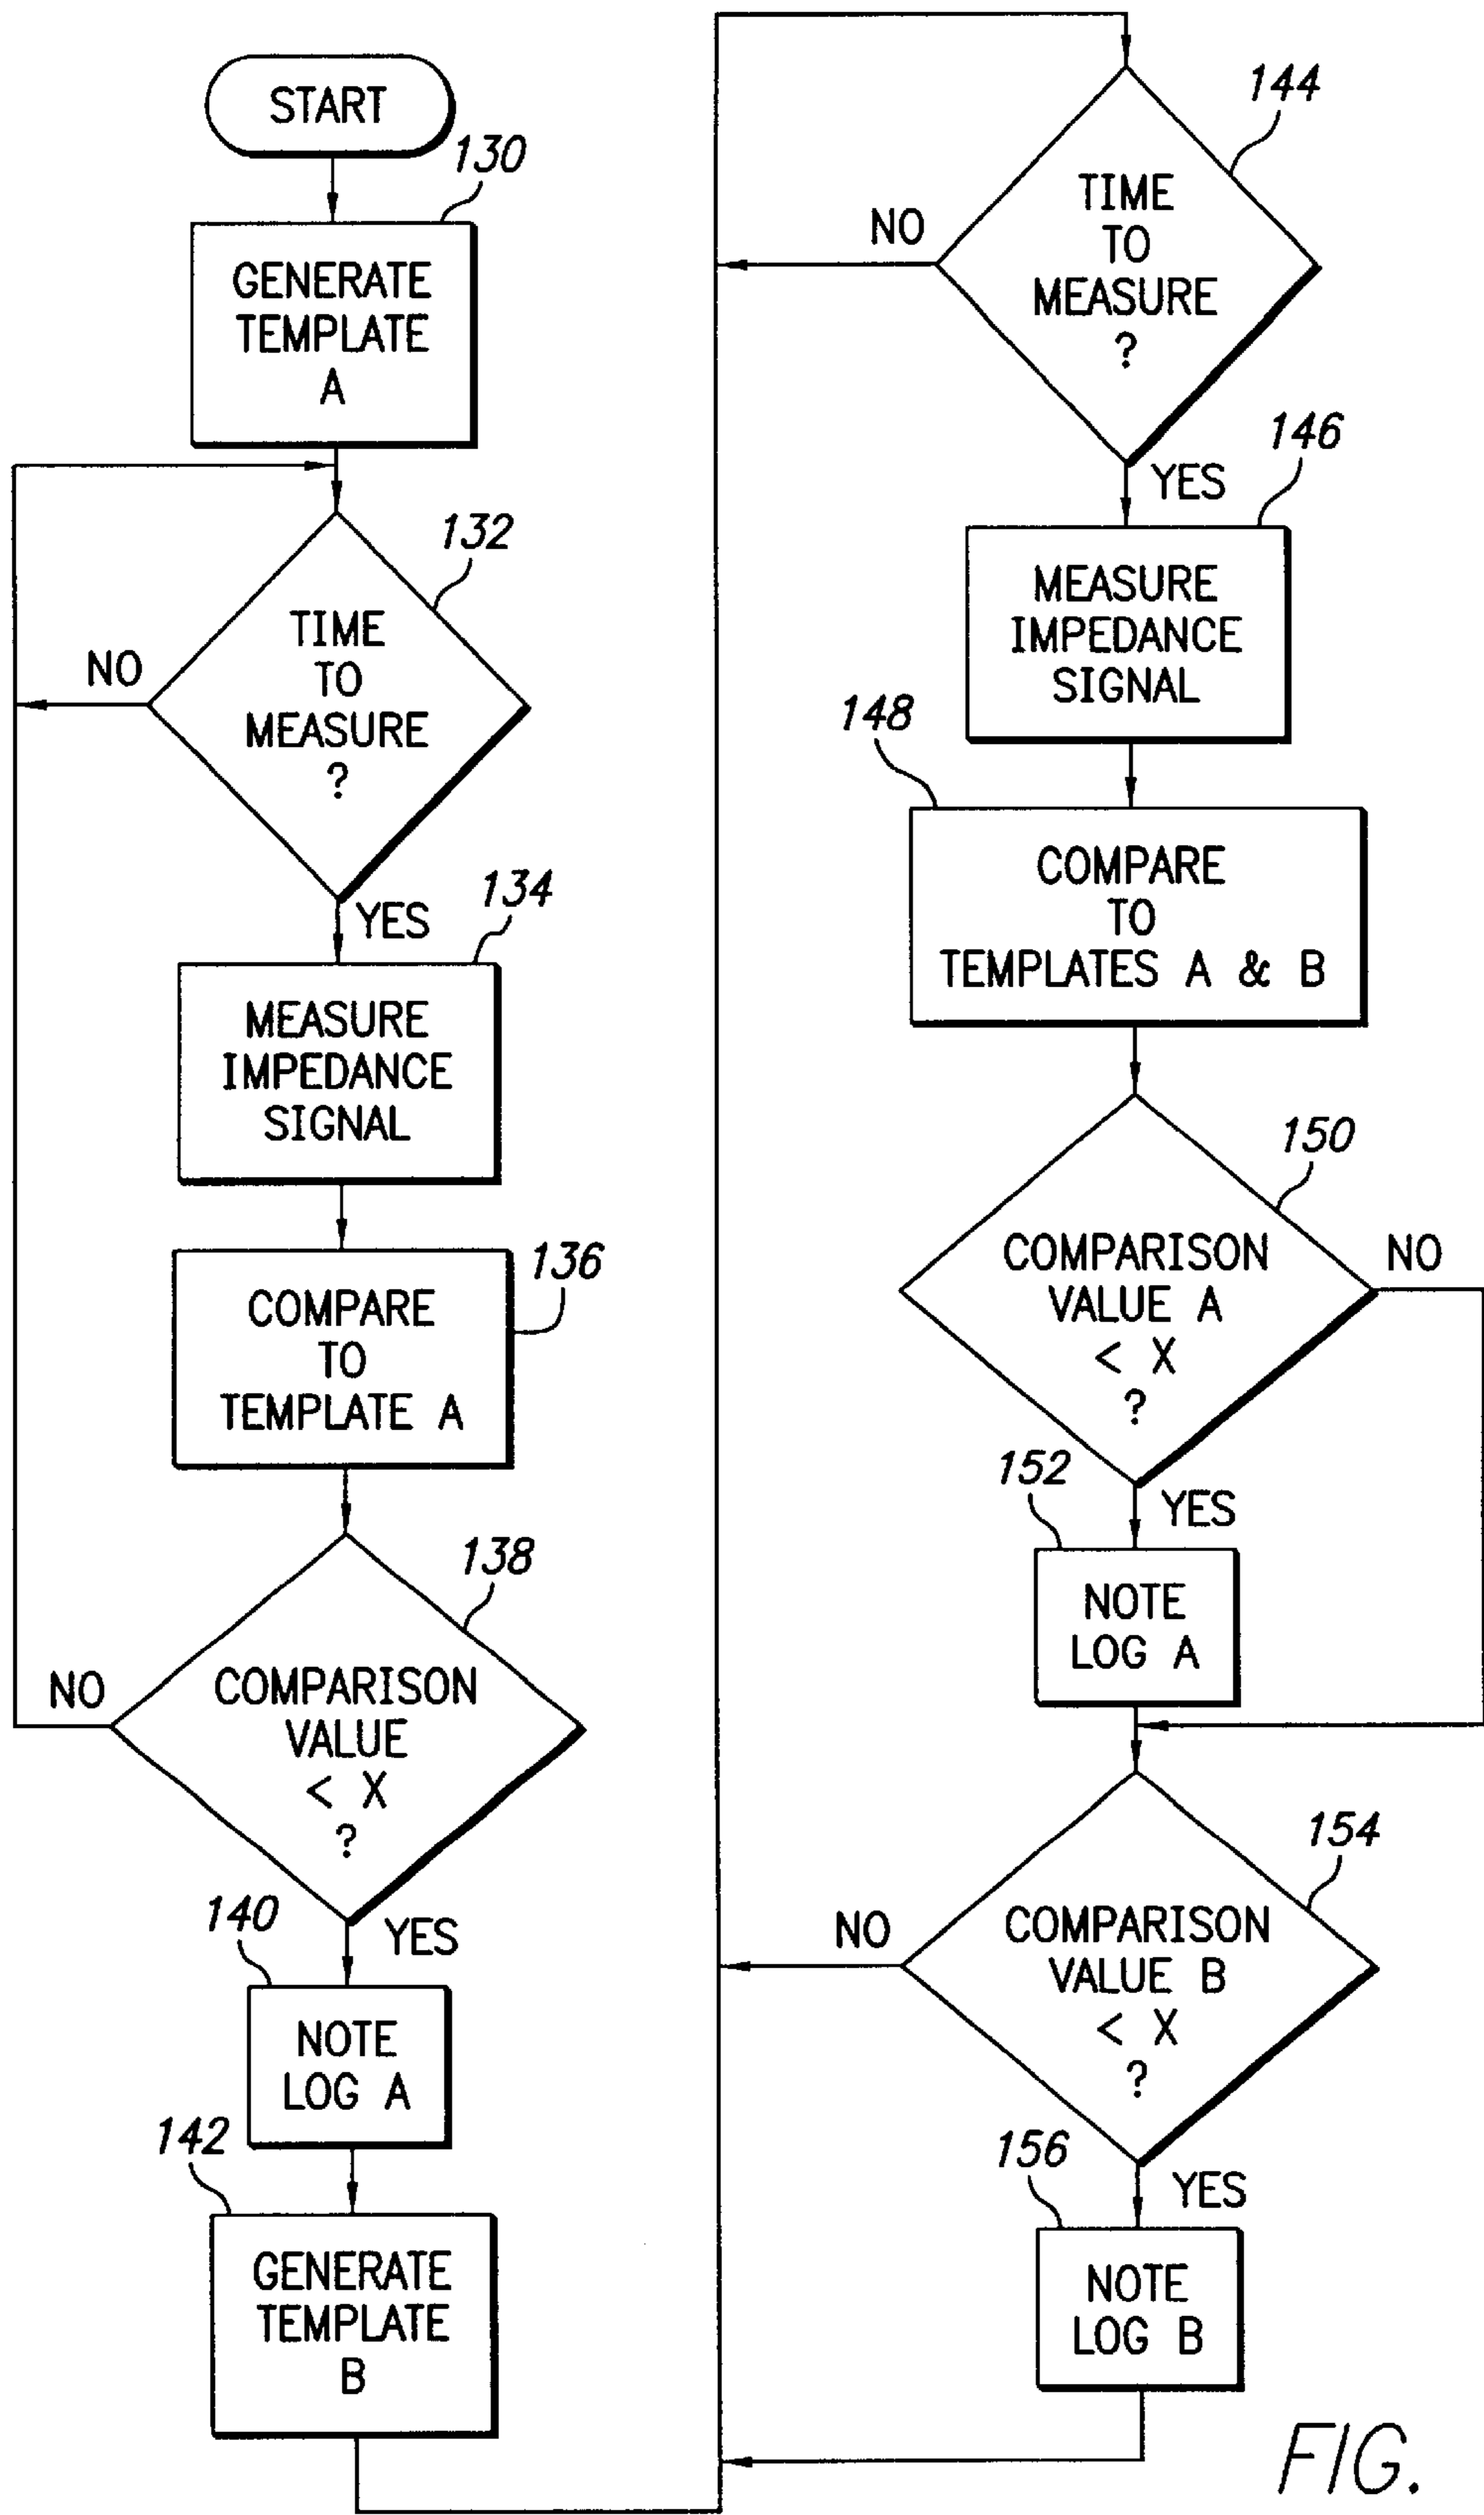 START
130
GENERATE
TEMPLATE
A
132
TIME
TO
MEASURE
?
NO
YES
134
MEASURE
IMPEDANCE
SIGNAL
136
COMPARE
TO
TEMPLATE A
138
COMPARISON
VALUE
< X
?
NO
YES
140
NOTE
LOG A
142
GENERATE
TEMPLATE
B
144
TIME
TO
MEASURE
?
NO
YES
146
MEASURE
IMPEDANCE
SIGNAL
148
COMPARE
TO
TEMPLATES A & B
150
COMPARISON
VALUE A
< X
?
NO
YES
152
NOTE
LOG A
154
COMPARISON
VALUE B
< X
?
NO
YES
156
NOTE
LOG B
FIG.